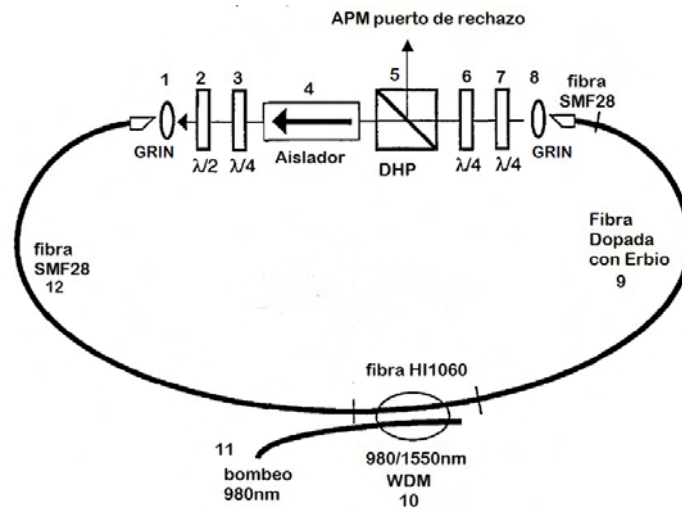 APM puerto de rechazo
1
2
3
4
5
6
7
8
fibra
SMF28
GRIN
λ/2
λ/4
Aislador
DHP
λ/4
λ/4
GRIN
fibra
SMF28
12
Fibra
Dopada
con Erbio
9
fibra HI1060
11
bombeo
980nm
980/1550nm
WDM
10